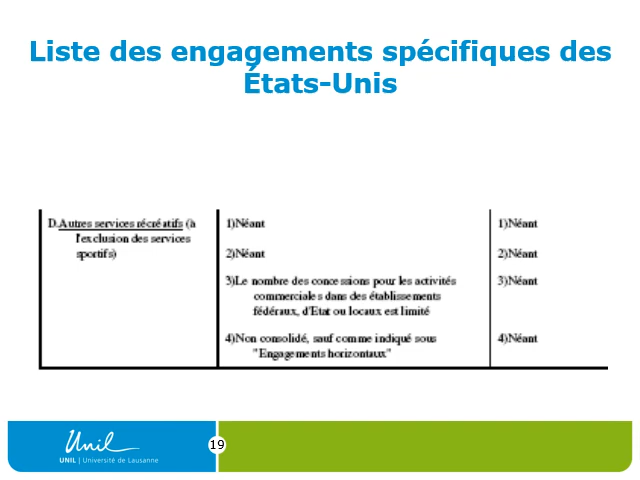 Liste des engagements spécifiques des
États-Unis
D.Autres services récréatifs (à
l'exclusion des services
sportifs)
1)Néant
2)Néant
3)Le nombre des concessions pour les activités
commerciales dans des établissements
fédéraux, d'Etat ou locaux est limité
4)Non consolidé, sauf comme indiqué sous
"Engagements horizontaux"
1)Néant
2)Néant
3)Néant
4)Néant
Unil
UNIL | Université de Lausanne
19